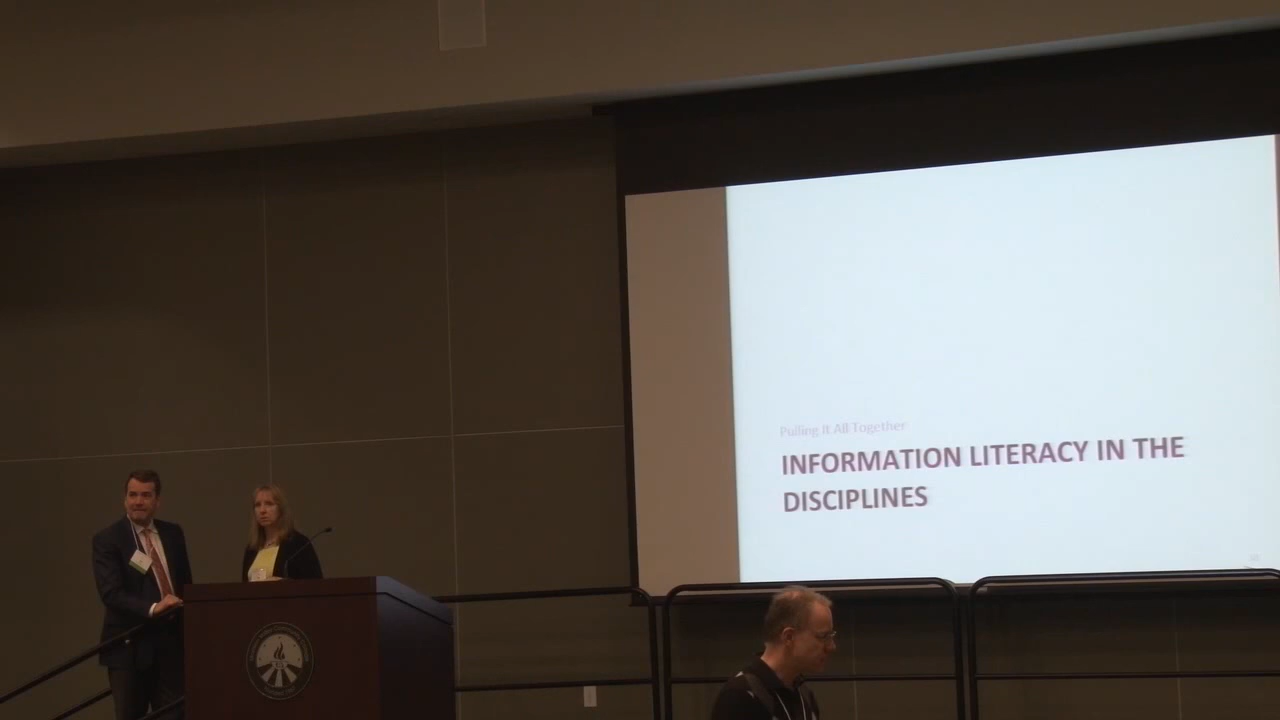 Pulling It All Together
INFORMATION LITERACY IN THE
DISCIPLINES